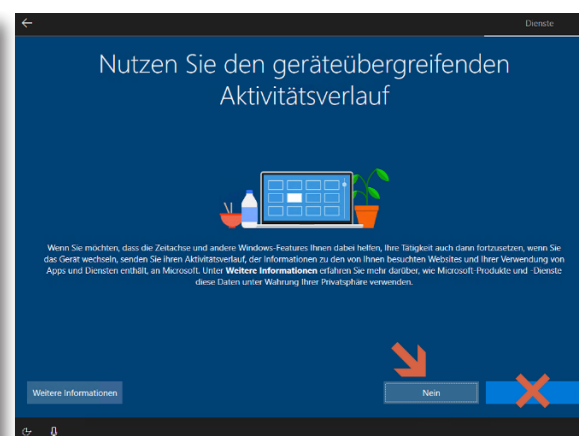 Dienste
Nutzen Sie den geräteübergreifenden
Aktivitätsverlauf
Wenn Sie möchten, dass die Zeitachse und andere Windows-Features Ihnen dabei helfen, Ihre Tätigkeit auch dann fortzusetzen, wenn Sie
das Gerät wechseln, senden Sie ihren Aktivitätsverlauf, der Informationen zu den von Ihnen besuchten Websites und Ihrer Verwendung von
Apps und Diensten enthält, an Microsoft. Unter Weitere Informationen erfahren Sie mehr darüber, wie Microsoft-Produkte und -Dienste
diese Daten unter Wahrung Ihrer Privatsphäre verwenden.
Weitere Informationen
Nein